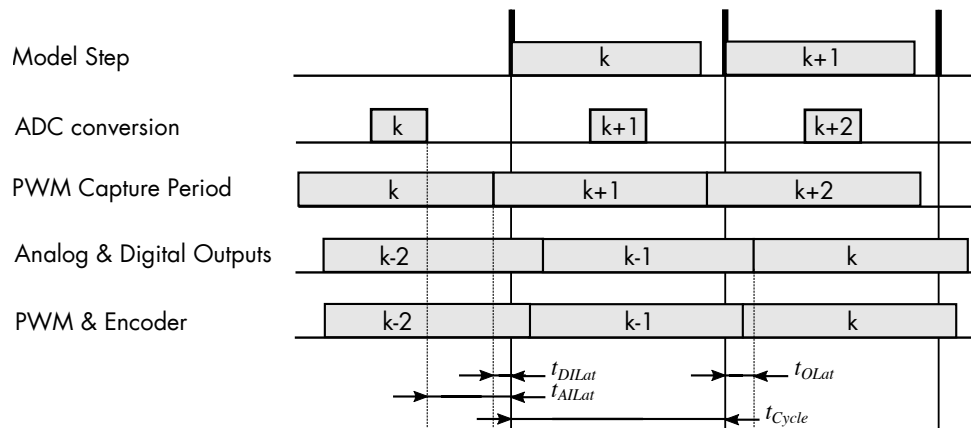 Model Step k k+1
ADC conversion k k+1 k+2
PWM Capture Period k k+1 k+2
Analog & Digital Outputs k-2 k-1 k
PWM & Encoder k-2 k-1 k
tDILat tOLat
tAILat
tCycle